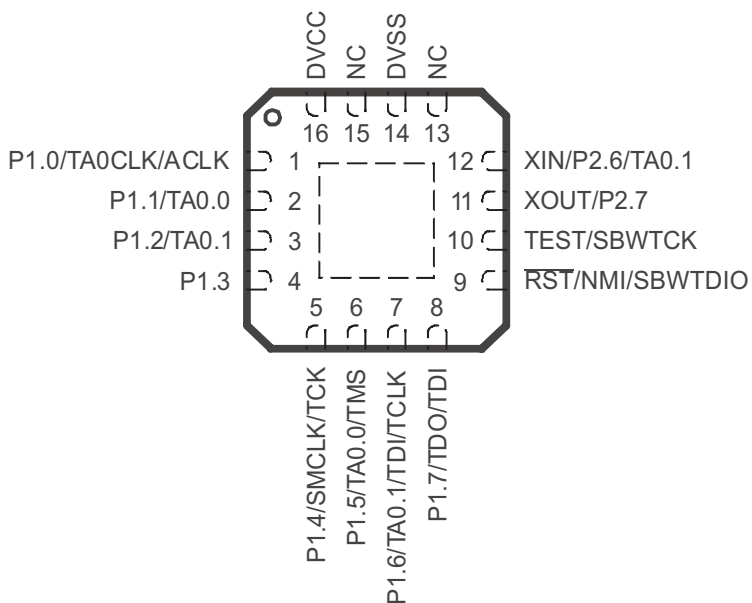 DVCC
NC
DVSS
NC
16 15 14 13
P1.0/TA0CLK/ACLK 1 12 XIN/P2.6/TA0.1
P1.1/TA0.0 2 11 XOUT/P2.7
P1.2/TA0.1 3 10 TEST/SBWTCK
P1.3 4 9 RST/NMI/SBWTDIO
5 6 7 8
P1.4/SMCLK/TCK
P1.5/TA0.0/TMS
P1.6/TA0.1/TDI/TCLK
P1.7/TDO/TDI